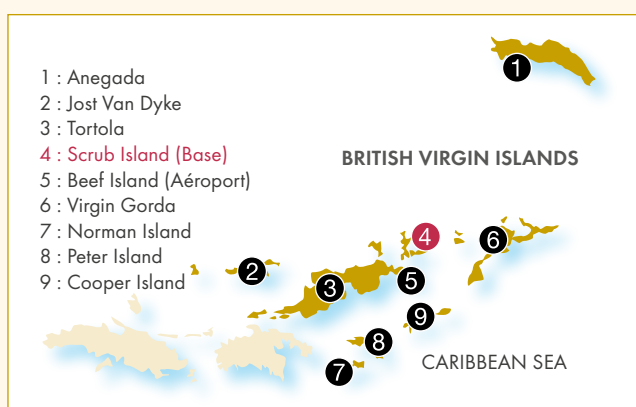 1 : Anegada
2 : Jost Van Dyke
3 : Tortola
4 : Scrub Island (Base)
5 : Beef Island (Aéroport)
6 : Virgin Gorda
7 : Norman Island
8 : Peter Island
9 : Cooper Island
1
BRITISH VIRGIN ISLANDS
4
6
2
5
3
9
8
CARIBBEAN SEA
7